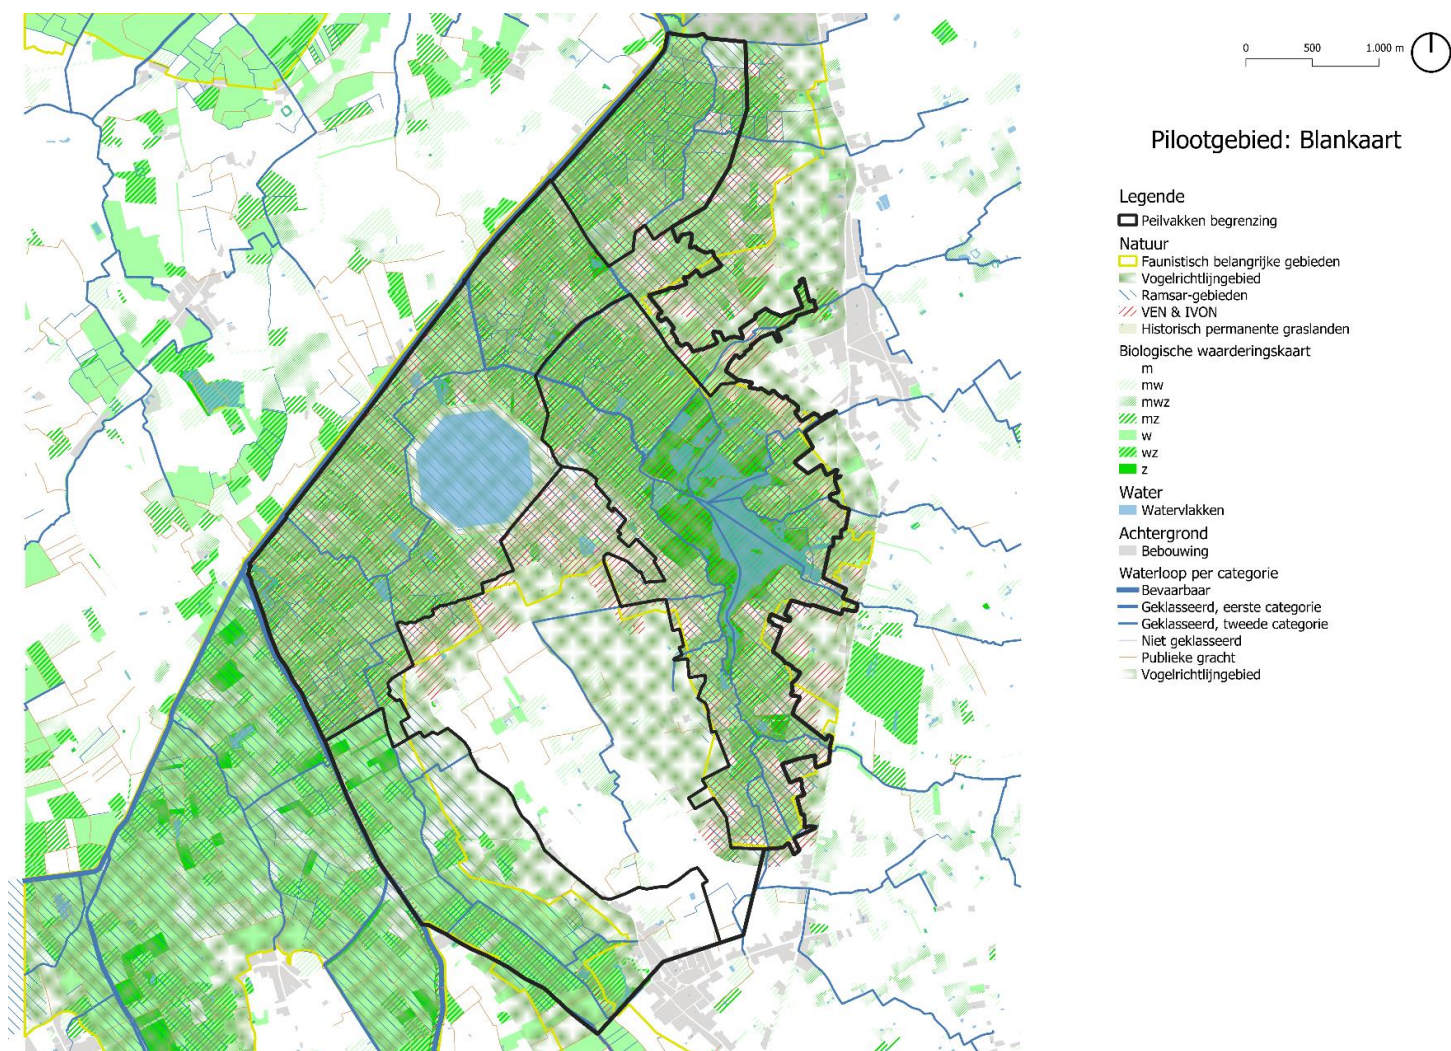 0 500 1.000 m
Pilootgebied: Blankaart
Legende
Peilvakken begrenzing
Natuur
Faunistisch belangrijke gebieden
Vogelrichtlijngebied
Ramsar-gebieden
VEN & IVON
Historisch permanente graslanden
Biologische waarderingskaart
m
mw
mwz
mz
w
wz
z
Water
Watervlakken
Achtergrond
Bebouwing
Waterloop per categorie
Bevaarbaar
Geklasseerd, eerste categorie
Geklasseerd, tweede categorie
Niet geklasseerd
Publieke gracht
Vogelrichtlijngebied